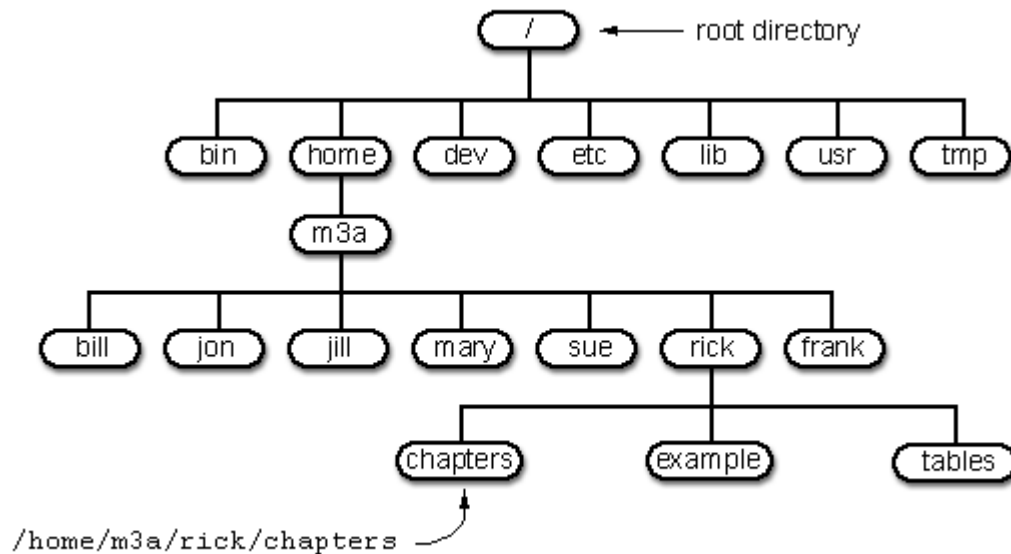 / root directory
bin home dev etc lib usr tmp
m3a
bill jon jill mary sue rick frank
chapters example tables
/home/m3a/rick/chapters